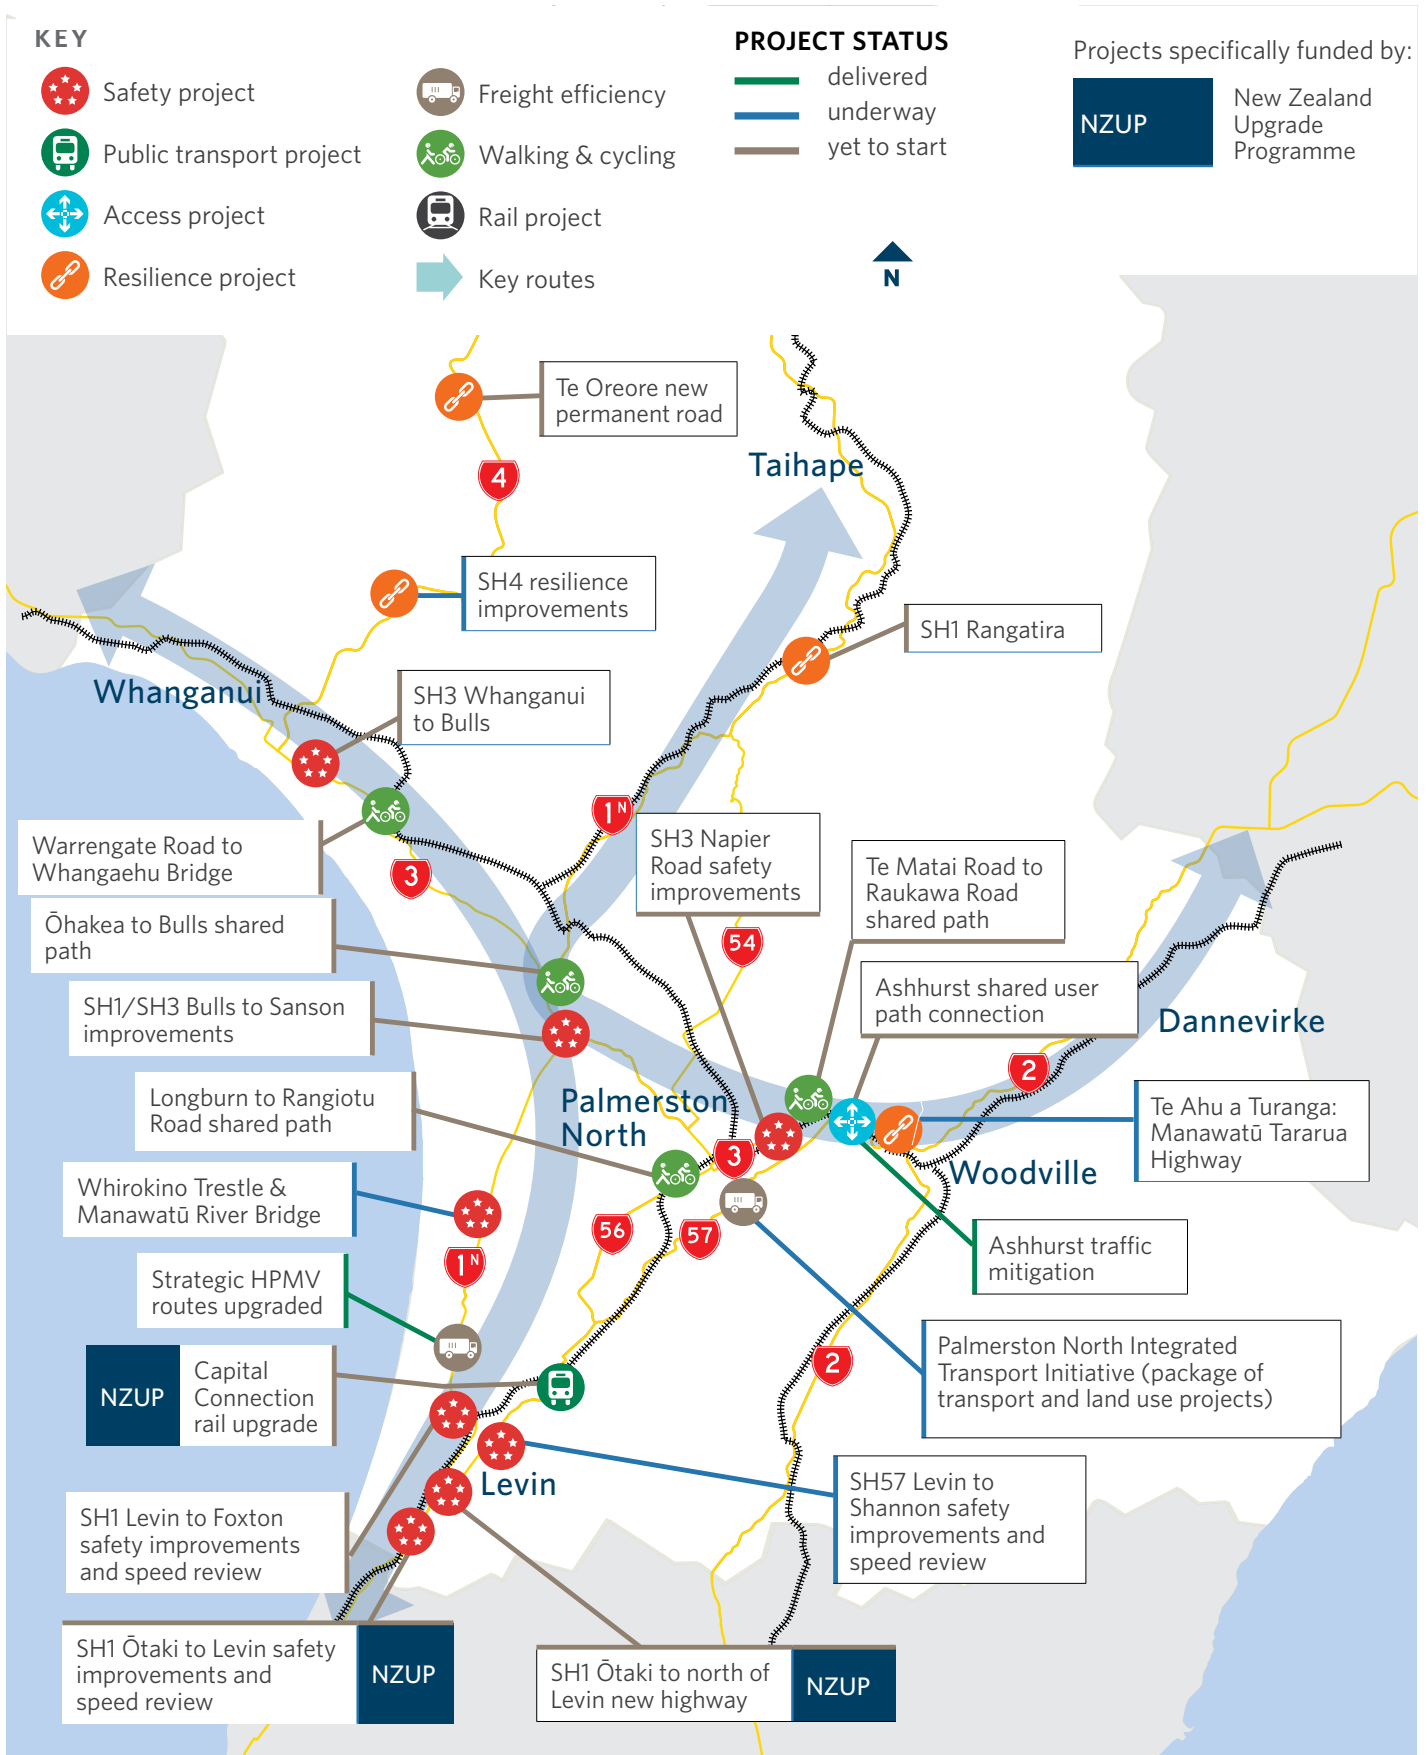 KEY
Safety project
Public transport project
Access project
Resilience project
Freight efficiency
Walking & cycling
Rail project
Key routes
PROJECT STATUS
delivered
underway
yet to start
Projects specifically funded by:
NZUP
New Zealand
Upgrade
Programme
N
Te Oreore new
permanent road
4
Taihape
SH4 resilience
improvements
SH1 Rangatira
Whanganui
SH3 Whanganui
to Bulls
1N
Warrengate Road to
Whangaehu Bridge
3
SH3 Napier
Road safety
improvements
Te Matai Road to
Raukawa Road
shared path
Ōhakea to Bulls shared
path
54
Ashhurst shared user
path connection
SH1/SH3 Bulls to Sanson
improvements
Dannevirke
2
Longburn to Rangiotu
Road shared path
Palmerston
North
Te Ahu a Turanga:
Manawatū Tararua
Highway
3
Woodville
Whirokino Trestle &
Manawatū River Bridge
56
57
1N
Ashhurst traffic
mitigation
Strategic HPMV
routes upgraded
NZUP
Capital
Connection
rail upgrade
2
Palmerston North Integrated
Transport Initiative (package of
transport and land use projects)
Levin
SH57 Levin to
Shannon safety
improvements and
speed review
SH1 Levin to Foxton
safety improvements
and speed review
SH1 Ōtaki to Levin safety
improvements and
speed review
NZUP
SH1 Ōtaki to north of
Levin new highway
NZUP